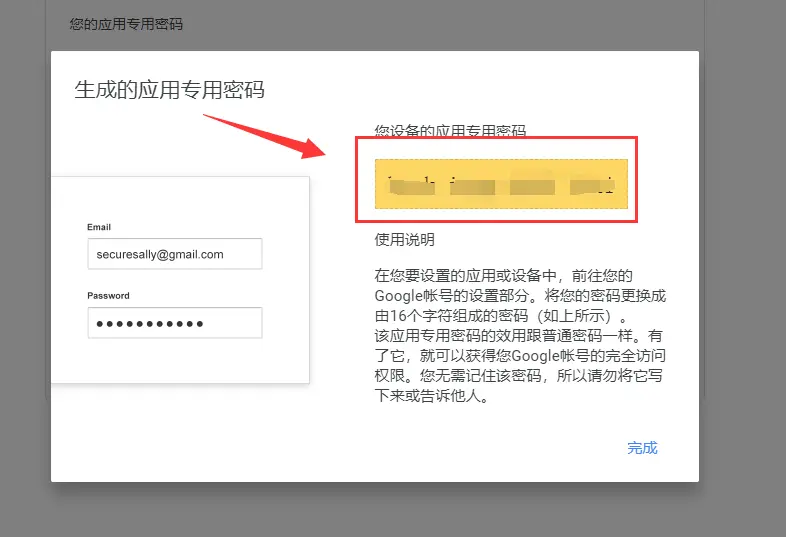 您的应用专用密码
生成的应用专用密码
您设备的应用专用密码
Email
securesally@gmail.com
Password
使用说明
在您要设置的应用或设备中，前往您的
Google帐号的设置部分。将您的密码更换成
由16个字符组成的密码（如上所示）。
该应用专用密码的效用跟普通密码一样。有
了它，就可以获得您Google帐号的完全访问
权限。您无需记住该密码，所以请勿将它写
下来或告诉他人。
完成